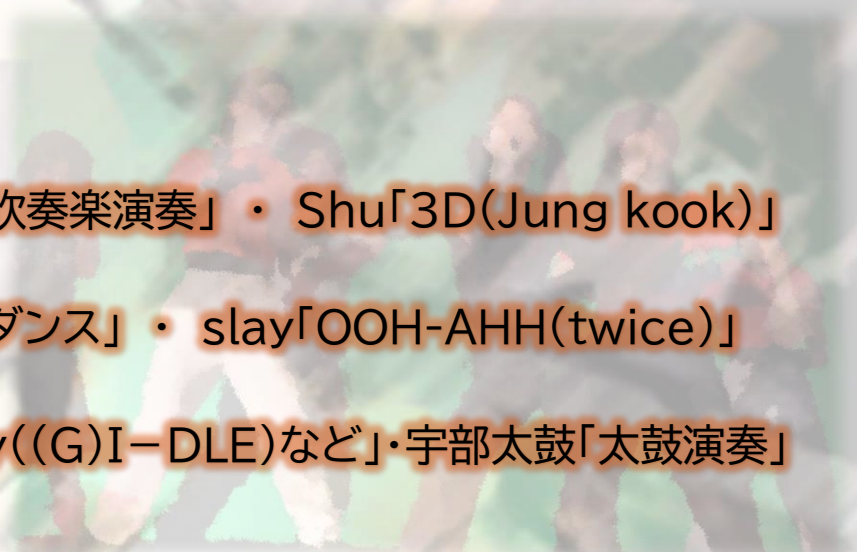 吹奏楽演奏」 ・ Shu「3D(Jung kook)」
ダンス」 ・ slay「OOH-AHH(twice)」
y((G)I－DLE)など」・宇部太鼓「太鼓演奏」